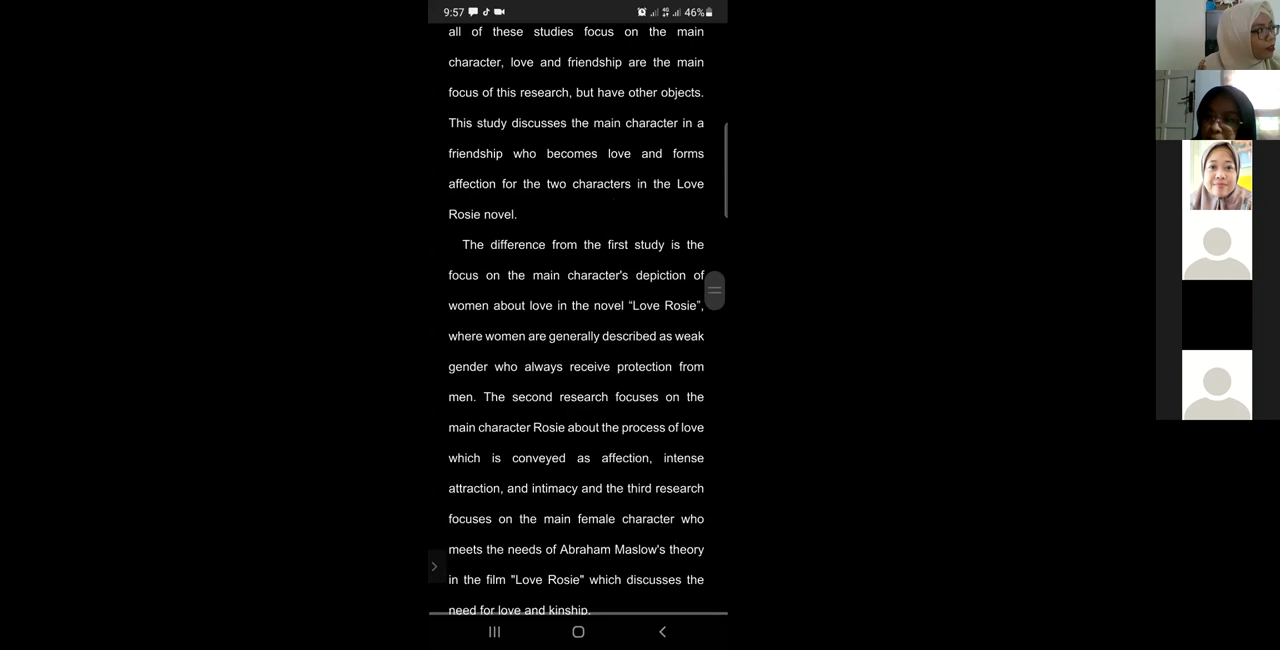 9:57 46%
all of these studies focus on the main
character, love and friendship are the main
focus of this research, but have other objects.
This study discusses the main character in a
friendship who becomes love and forms
affection for the two characters in the Love
Rosie novel.
The difference from the first study is the
focus on the main character's depiction of
women about love in the novel “Love Rosie”,
where women are generally described as weak
gender who always receive protection from
men. The second research focuses on the
main character Rosie about the process of love
which is conveyed as affection, intense
attraction, and intimacy and the third research
focuses on the main female character who
meets the needs of Abraham Maslow's theory
in the film "Love Rosie" which discusses the
need for love and kinship.